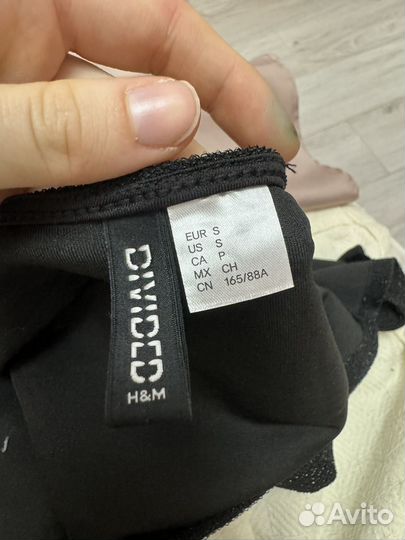 EUR S
US S
CA P
MX CH
CN 165/88A
DIVIDED
H&M
Avito